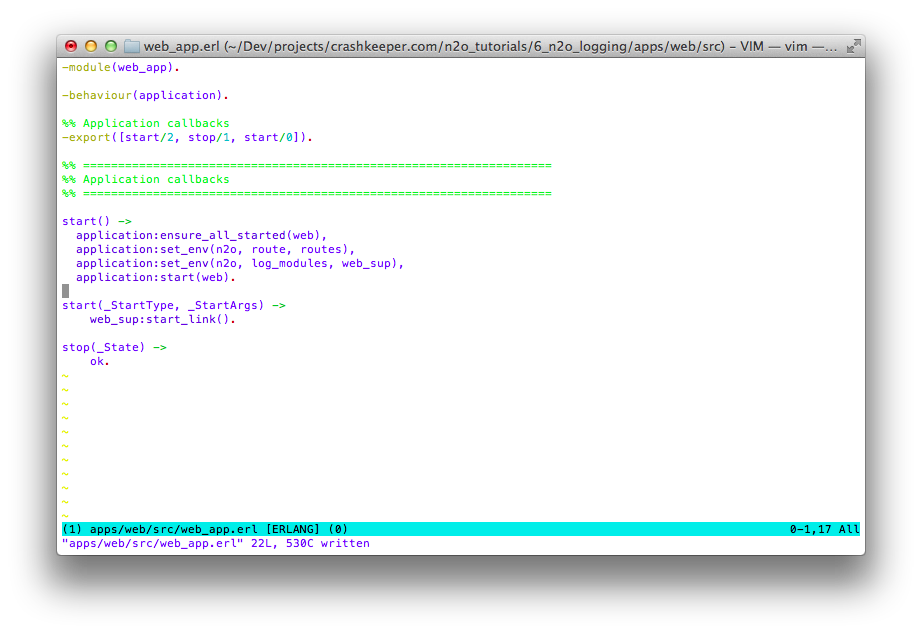 web_app.erl (~/Dev/projects/crashkeeper.com/n2o_tutorials/6_n2o_logging/apps/web/src) – VIM — vim —...
-module(web_app).
-behaviour(application).
%% Application callbacks
-export([start/2, stop/1, start/0]).
%% ===================================================================
%% Application callbacks
%% ===================================================================
start() ->
  application:ensure_all_started(web),
  application:set_env(n2o, route, routes),
  application:set_env(n2o, log_modules, web_sup),
  application:start(web).
start(_StartType, _StartArgs) ->
    web_sup:start_link().
stop(_State) ->
    ok.
~
~
~
~
~
~
~
~
~
~
~
(1) apps/web/src/web_app.erl [ERLANG] (0) 0-1,17 All
"apps/web/src/web_app.erl" 22L, 530C written